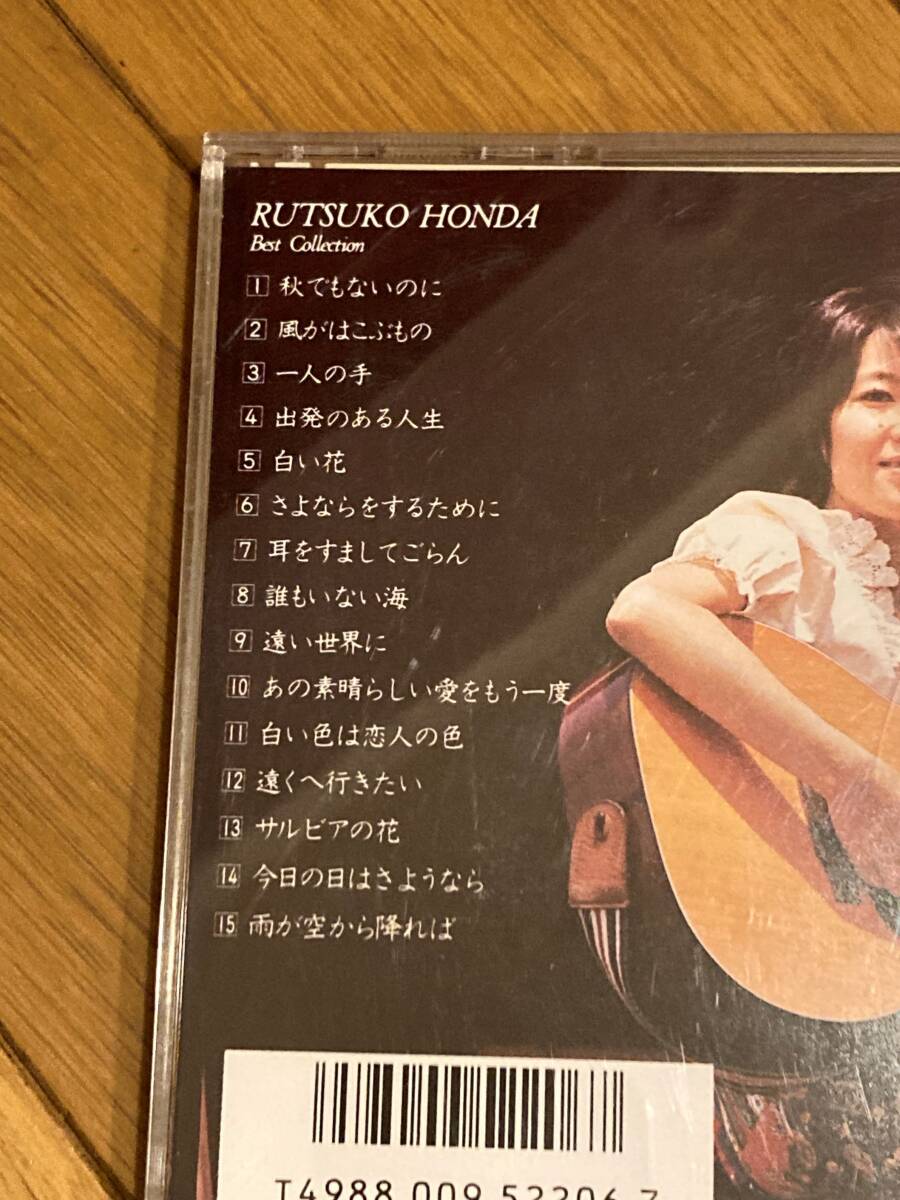 RUTSUKO HONDA
Best Collection
1 秋でもないのに
2 風がはこぶもの
3 一人の手
4 出発のある人生
5 白い花
6 さよならをするために
7 耳をすましてごらん
8 誰もいない海
9 遠い世界に
10 あの素晴らしい愛をもう一度
11 白い色は恋人の色
12 遠くへ行きたい
13 サルビアの花
14 今日の日はさようなら
15 雨が空から降れば
T4988 009 52206 7